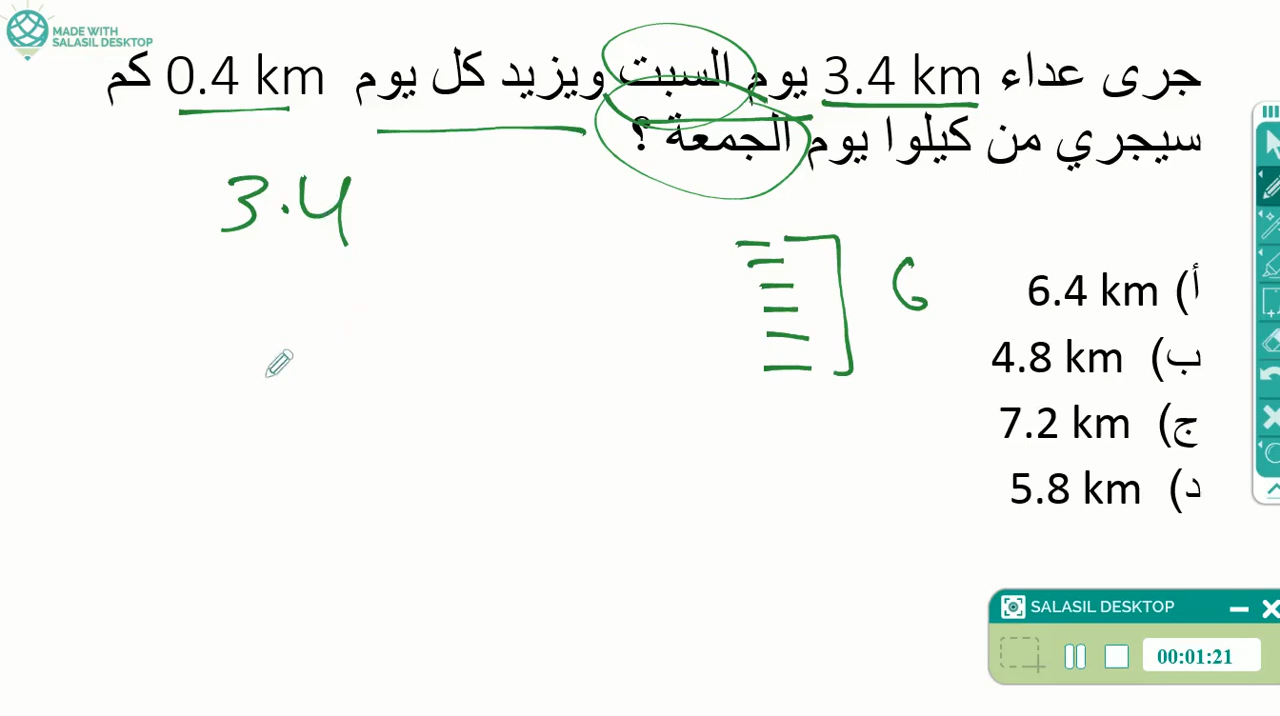 MADE WITH
SALASIL DESKTOP
جرى عداء 3.4 km يوم السبت ويزيد كل يوم 0.4 km كم
سيجري من كيلوا يوم الجمعة ؟
3.4
6
أ) 6.4 km
ب) 4.8 km
ج) 7.2 km
د) 5.8 km
SALASIL DESKTOP
00:01:21